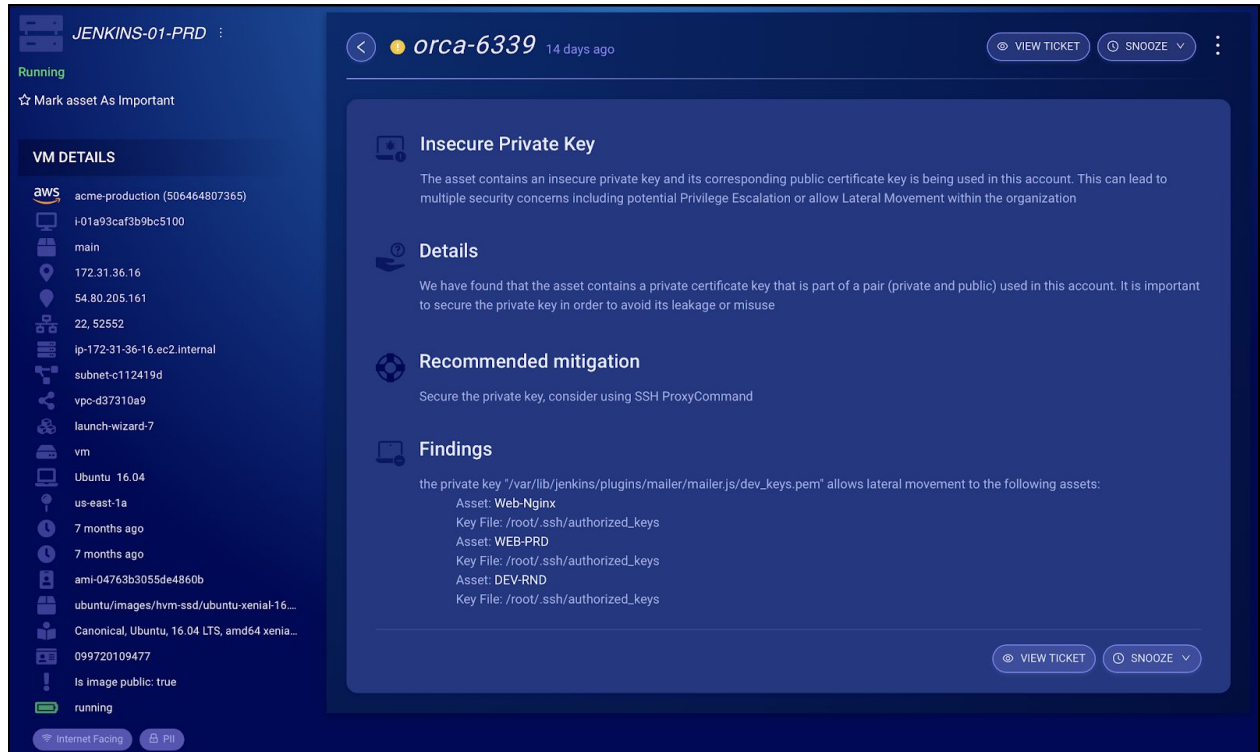 JENKINS-01-PRD
Running
Mark asset As Important
VM DETAILS
aws acme-production (506464807365)
i-01a93caf3b9bc5100
main
172.31.36.16
54.80.205.161
22, 52552
ip-172-31-36-16.ec2.internal
subnet-c112419d
vpc-d37310a9
launch-wizard-7
vm
Ubuntu 16.04
us-east-1a
7 months ago
7 months ago
ami-04763b3055de4860b
ubuntu/images/hvm-ssd/ubuntu-xenial-16....
Canonical, Ubuntu, 16.04 LTS, amd64 xenia...
099720109477
Is image public: true
running
Internet Facing PII
orca-6339 14 days ago
VIEW TICKET SNOOZE
Insecure Private Key
The asset contains an insecure private key and its corresponding public certificate key is being used in this account. This can lead to
multiple security concerns including potential Privilege Escalation or allow Lateral Movement within the organization
Details
We have found that the asset contains a private certificate key that is part of a pair (private and public) used in this account. It is important
to secure the private key in order to avoid its leakage or misuse
Recommended mitigation
Secure the private key, consider using SSH ProxyCommand
Findings
the private key "/var/lib/jenkins/plugins/mailer/mailer.js/dev_keys.pem" allows lateral movement to the following assets:
Asset: Web-Nginx
Key File: /root/.ssh/authorized_keys
Asset: WEB-PRD
Key File: /root/.ssh/authorized_keys
Asset: DEV-RND
Key File: /root/.ssh/authorized_keys
VIEW TICKET SNOOZE